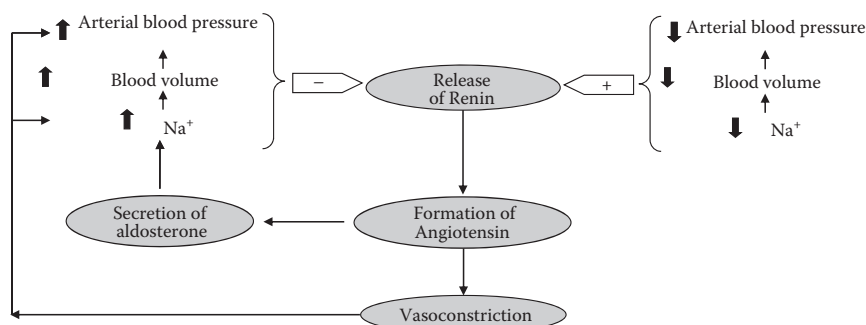 Arterial blood pressure
Blood volume
Na⁺
−
Release
of Renin
+
Arterial blood pressure
Blood volume
Na⁺
Secretion of
aldosterone
Formation of
Angiotensin
Vasoconstriction